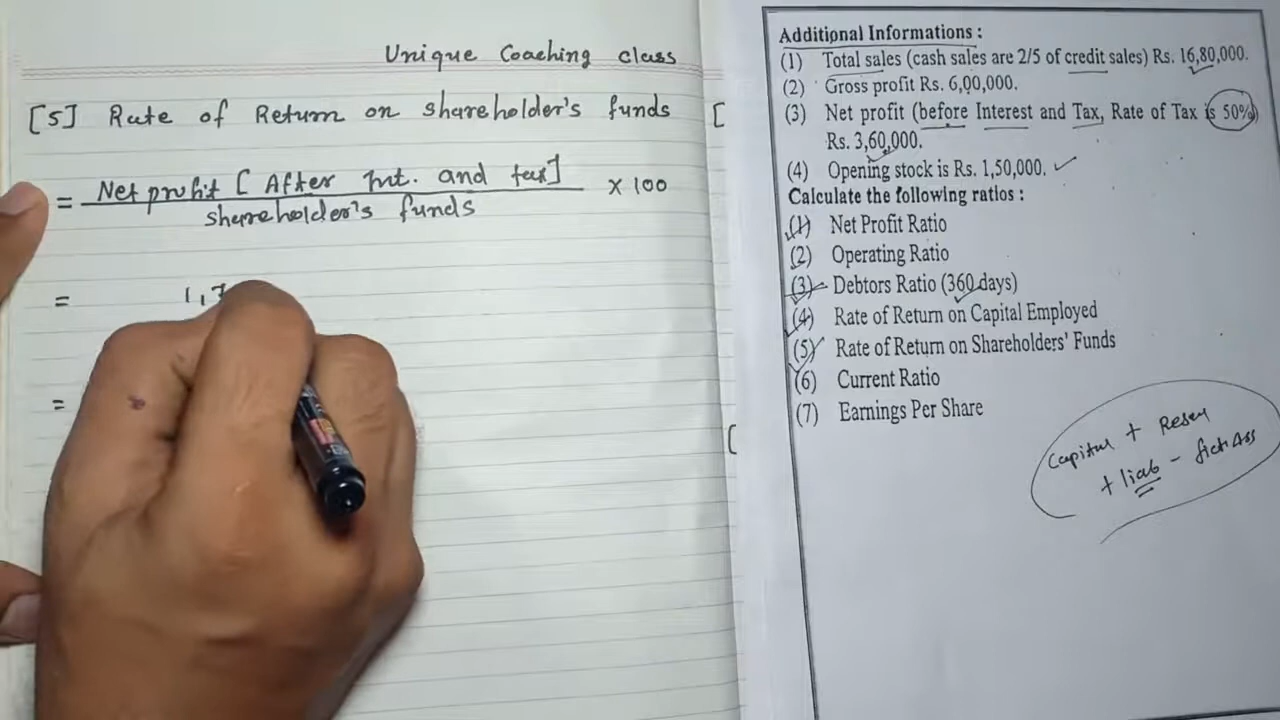 Unique Coaching class
[5] Rate of Return on shareholder's funds [
= Net profit [ After Int. and tax] × 100
shareholder's funds
= 1,7
=
[
Additional Informations :
(1) Total sales (cash sales are 2/5 of credit sales) Rs. 16,80,000.
(2) Gross profit Rs. 6,00,000.
(3) Net profit (before Interest and Tax, Rate of Tax is 50%)
Rs. 3,60,000.
(4) Opening stock is Rs. 1,50,000.
Calculate the following ratios :
(1) Net Profit Ratio
(2) Operating Ratio
(3) Debtors Ratio (360 days)
(4) Rate of Return on Capital Employed
(5) Rate of Return on Shareholders' Funds
(6) Current Ratio
(7) Earnings Per Share
Capital + Reser
+ liab - fict Ass